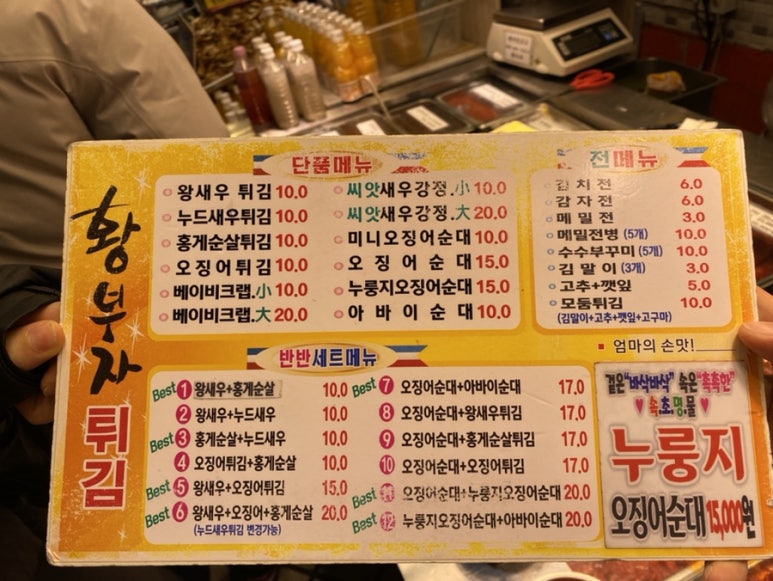 황부자
튀김
단품메뉴
왕새우 튀김 10.0
누드새우튀김 10.0
홍게순살튀김 10.0
오징어튀김 10.0
베이비크랩.小 10.0
베이비크랩.大 20.0
씨앗새우강정.小 10.0
씨앗새우강정.大 20.0
미니오징어순대 10.0
오징어순대 15.0
누룽지오징어순대 15.0
아바이순대 10.0
전메뉴
김치전 6.0
감자전 6.0
메밀전 3.0
메밀전병 (5개) 10.0
수수부꾸미 (5개) 10.0
김말이 (3개) 3.0
고추+깻잎 5.0
모둠튀김 10.0
(김말이+고추+깻잎+고구마)
반반세트메뉴
Best 1 왕새우+홍게순살 10.0
2 왕새우+누드새우 10.0
Best 3 홍게순살+누드새우 10.0
4 오징어튀김+홍게순살 10.0
Best 5 왕새우+오징어튀김 15.0
Best 6 왕새우+오징어+홍게순살 20.0
(누드새우튀김 변경가능)
Best 7 오징어순대+아바이순대 17.0
8 오징어순대+왕새우튀김 17.0
9 오징어순대+홍게순살튀김 17.0
10 오징어순대+오징어튀김 17.0
Best 11 오징어순대+누룽지오징어순대 20.0
Best 12 누룽지오징어순대+아바이순대 20.0
엄마의 손맛!
겉은"바삭바삭" 속은"촉촉한"
♥ 속.초.명.물 ♥
누룽지
오징어순대 15,000원